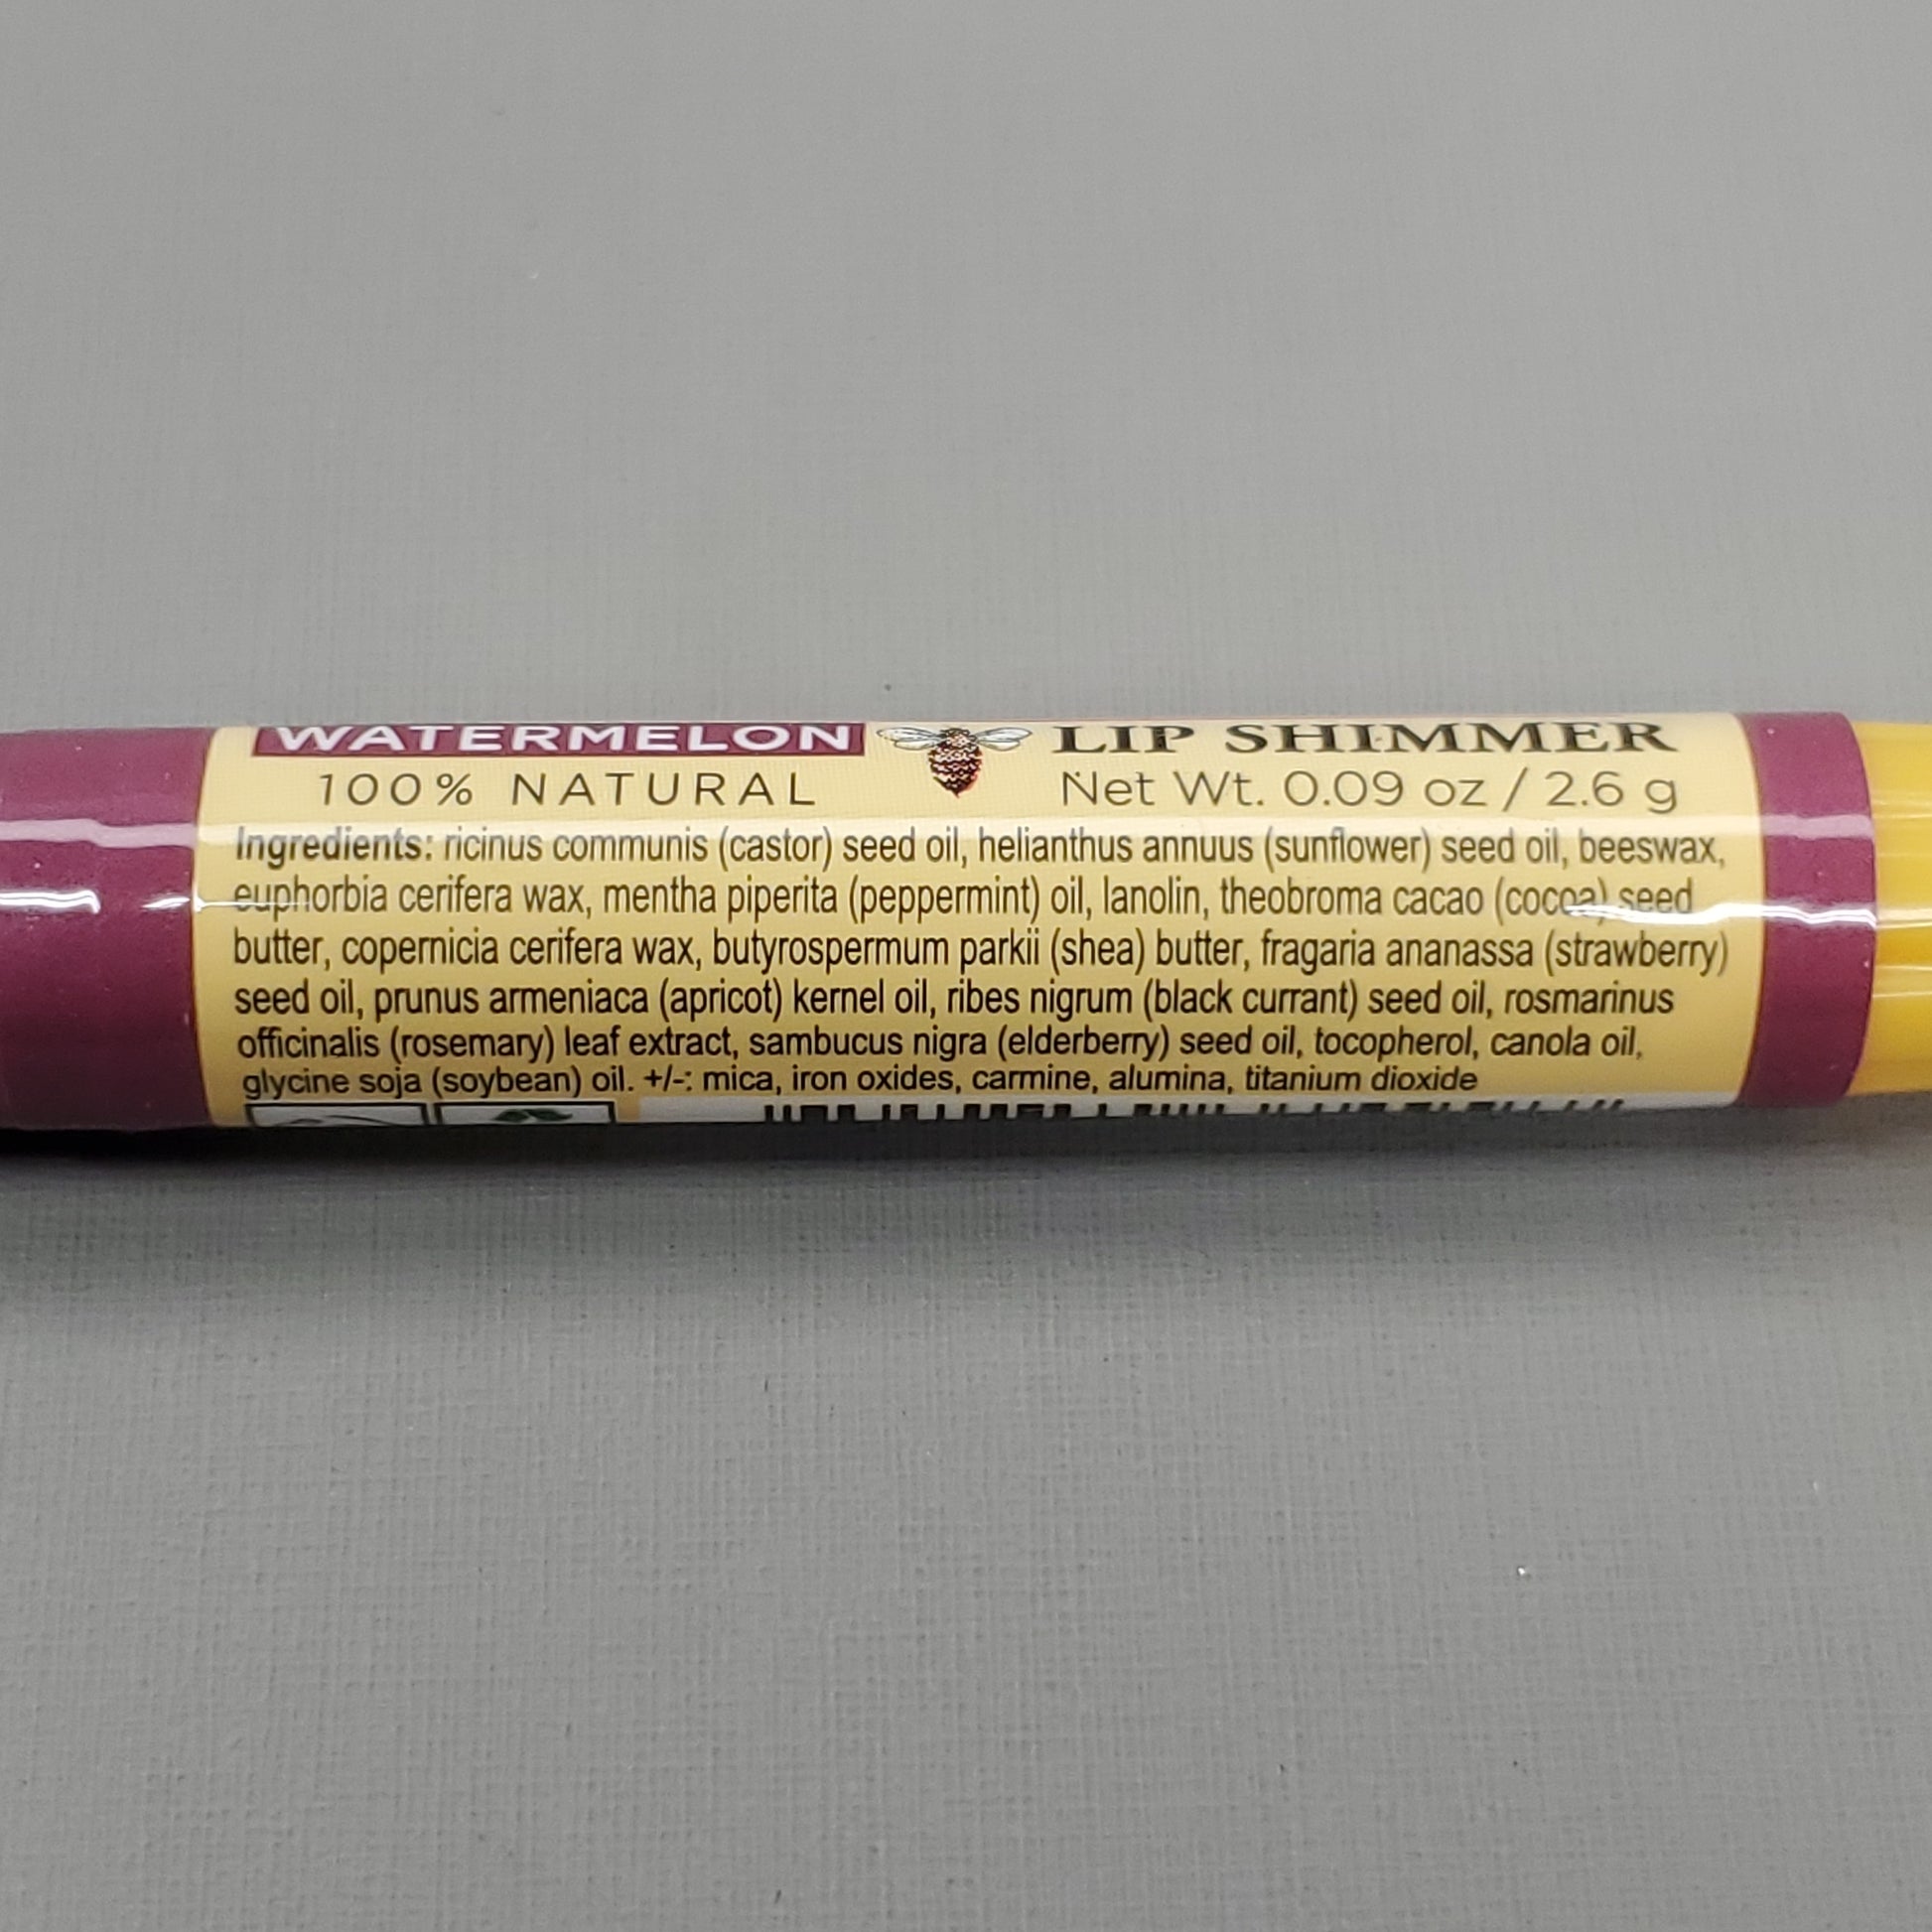 WATERMELON LIP SHIMMER
100% NATURAL Net Wt. 0.09 oz / 2.6 g
Ingredients: ricinus communis (castor) seed oil, helianthus annuus (sunflower) seed oil, beeswax,
euphorbia cerifera wax, mentha piperita (peppermint) oil, lanolin, theobroma cacao (cocoa) seed
butter, copernicia cerifera wax, butyrospermum parkii (shea) butter, fragaria ananassa (strawberry)
seed oil, prunus armeniaca (apricot) kernel oil, ribes nigrum (black currant) seed oil, rosmarinus
officinalis (rosemary) leaf extract, sambucus nigra (elderberry) seed oil, tocopherol, canola oil,
glycine soja (soybean) oil. +/-: mica, iron oxides, carmine, alumina, titanium dioxide